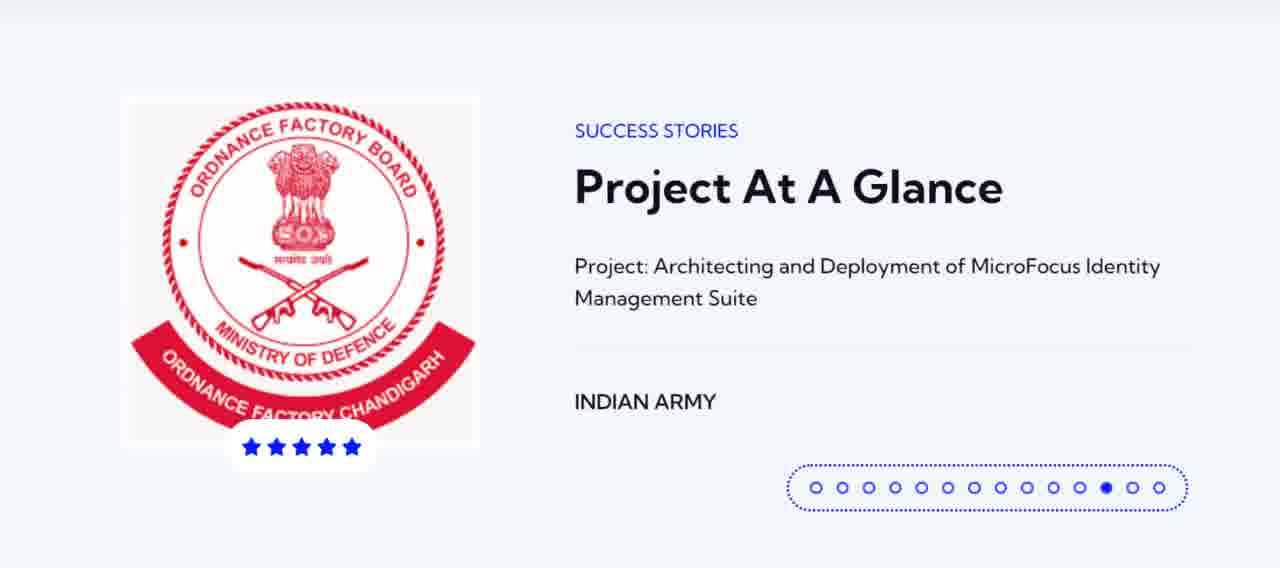 ORDNANCE FACTORY BOARD
सत्यमेव जयते
MINISTRY OF DEFENCE
ORDNANCE FACTORY CHANDIGARH
SUCCESS STORIES
Project At A Glance
Project: Architecting and Deployment of MicroFocus Identity
Management Suite
INDIAN ARMY